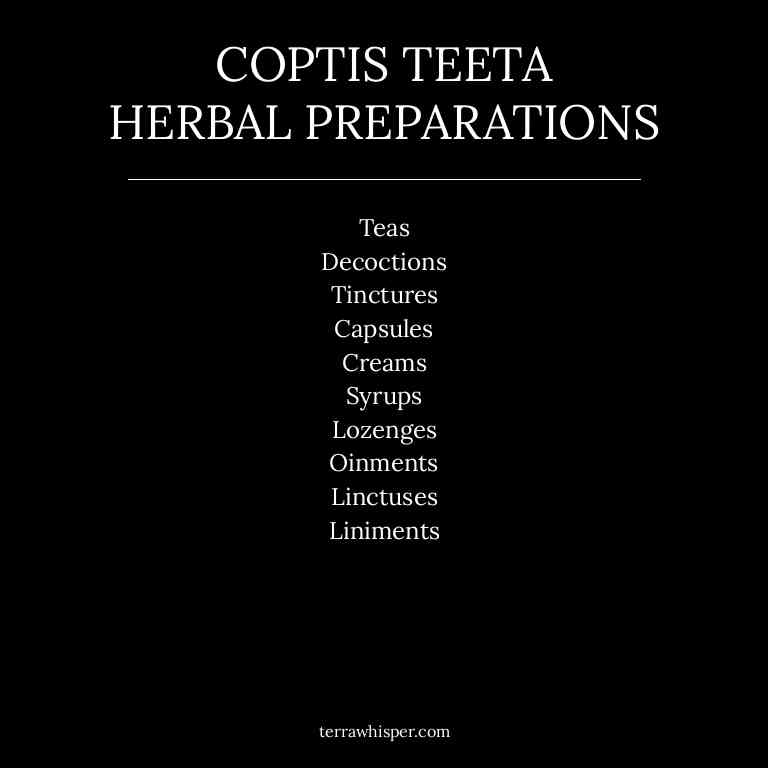 COPTIS TEETA
HERBAL PREPARATIONS
Teas
Decoctions
Tinctures
Capsules
Creams
Syrups
Lozenges
Oinments
Linctuses
Liniments
terrawhisper.com